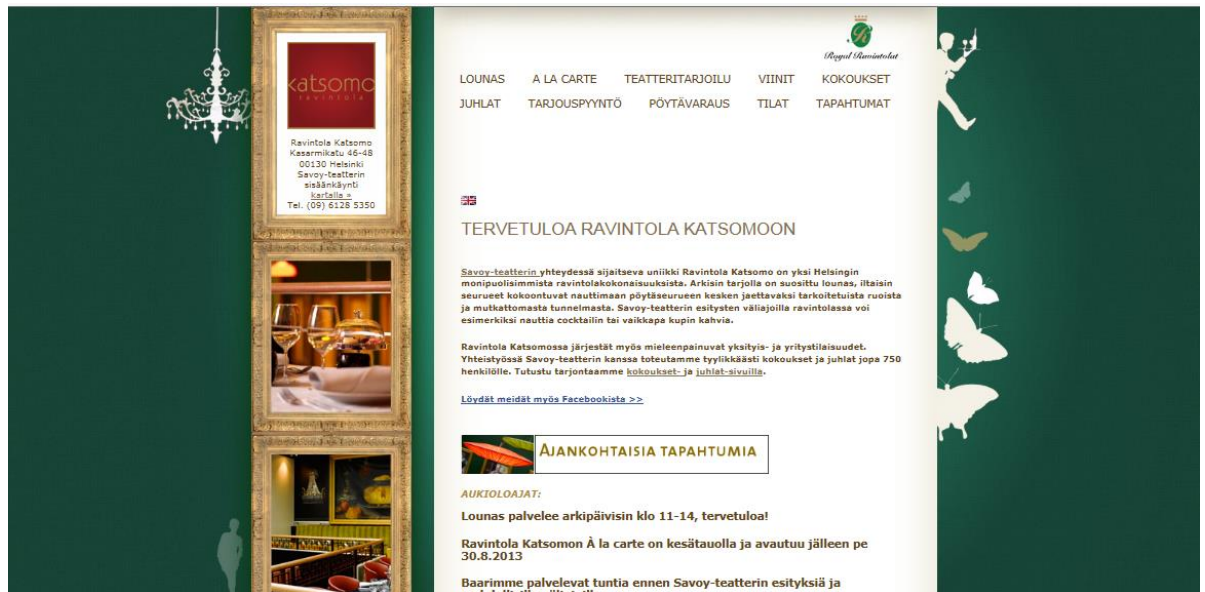 katsomo
ravintola
Ravintola Katsomo
Kasarmikatu 46-48
00130 Helsinki
Savoy-teatterin
sisäänkäynti
kartalla »
Tel. (09) 6128 5350
Royal Ravintolat
LOUNAS A LA CARTE TEATTERITARJOILU VIINIT KOKOUKSET
JUHLAT TARJOUSPYYNTÖ PÖYTÄVARAUS TILAT TAPAHTUMAT
TERVETULOA RAVINTOLA KATSOMOON
Savoy-teatterin yhteydessä sijaitseva uniikki Ravintola Katsomo on yksi Helsingin
monipuolisimmista ravintolakokonaisuuksista. Arkisin tarjolla on suosittu lounas, iltaisin
seurueet kokoontuvat nauttimaan pöytäseurueen kesken jaettavaksi tarkoitetuista ruoista
ja mutkattomasta tunnelmasta. Savoy-teatterin esitysten väliajoilla ravintolassa voi
esimerkiksi nauttia cocktailin tai vaikkapa kupin kahvia.
Ravintola Katsomossa järjestät myös mieleenpainuvat yksityis- ja yritystilaisuudet.
Yhteistyössä Savoy-teatterin kanssa toteutamme tyylikkäästi kokoukset ja juhlat jopa 750
henkilölle. Tutustu tarjontaamme kokoukset- ja juhlat-sivuilla.
Löydät meidät myös Facebookista >>
AJANKOHTAISIA TAPAHTUMIA
AUKIOLOAJAT:
Lounas palvelee arkipäivisin klo 11-14, tervetuloa!
Ravintola Katsomon À la carte on kesätauolla ja avautuu jälleen pe
30.8.2013
Baarimme palvelevat tuntia ennen Savoy-teatterin esityksiä ja